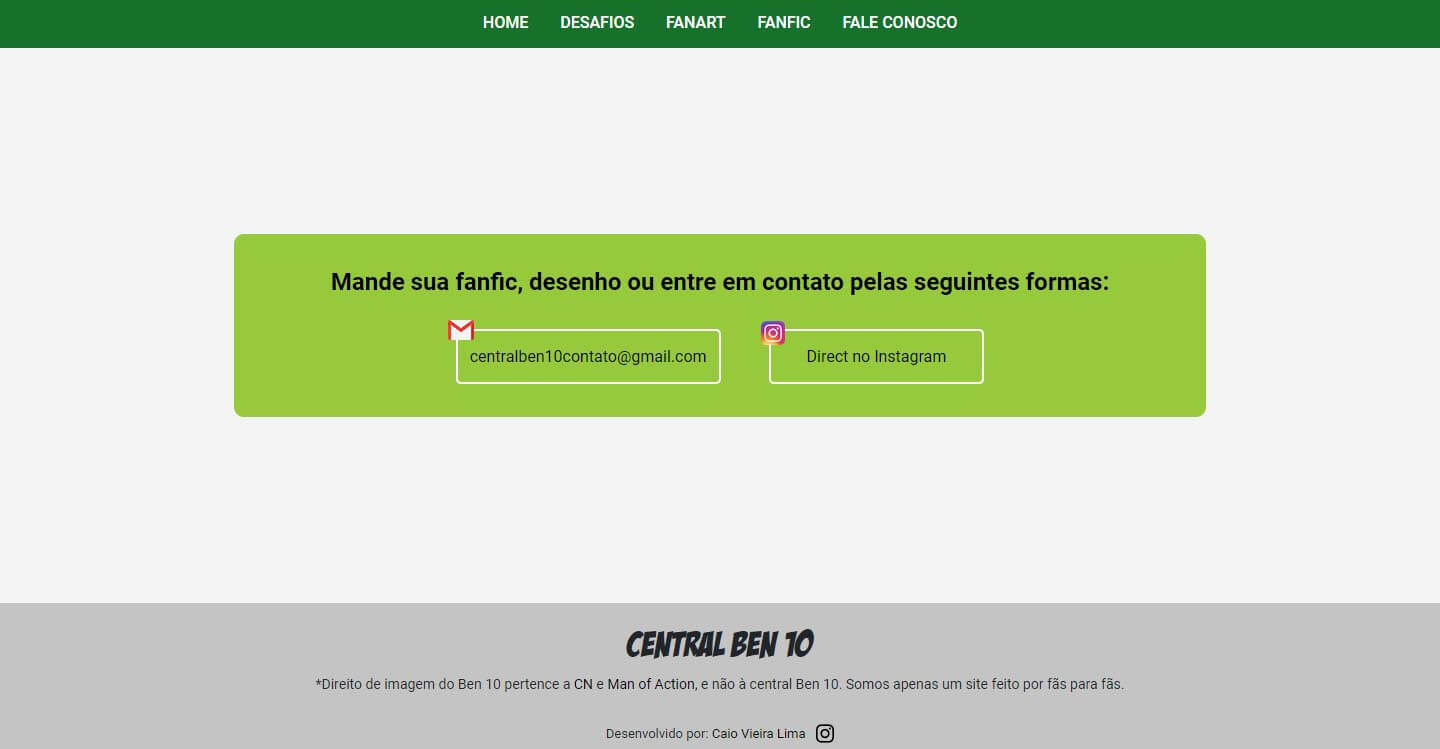 HOME DESAFIOS FANART FANFIC FALE CONOSCO
Mande sua fanfic, desenho ou entre em contato pelas seguintes formas:
centralben10contato@gmail.com
Direct no Instagram
CENTRAL BEN 10
*Direito de imagem do Ben 10 pertence a CN e Man of Action, e não à central Ben 10. Somos apenas um site feito por fãs para fãs.
Desenvolvido por: Caio Vieira Lima